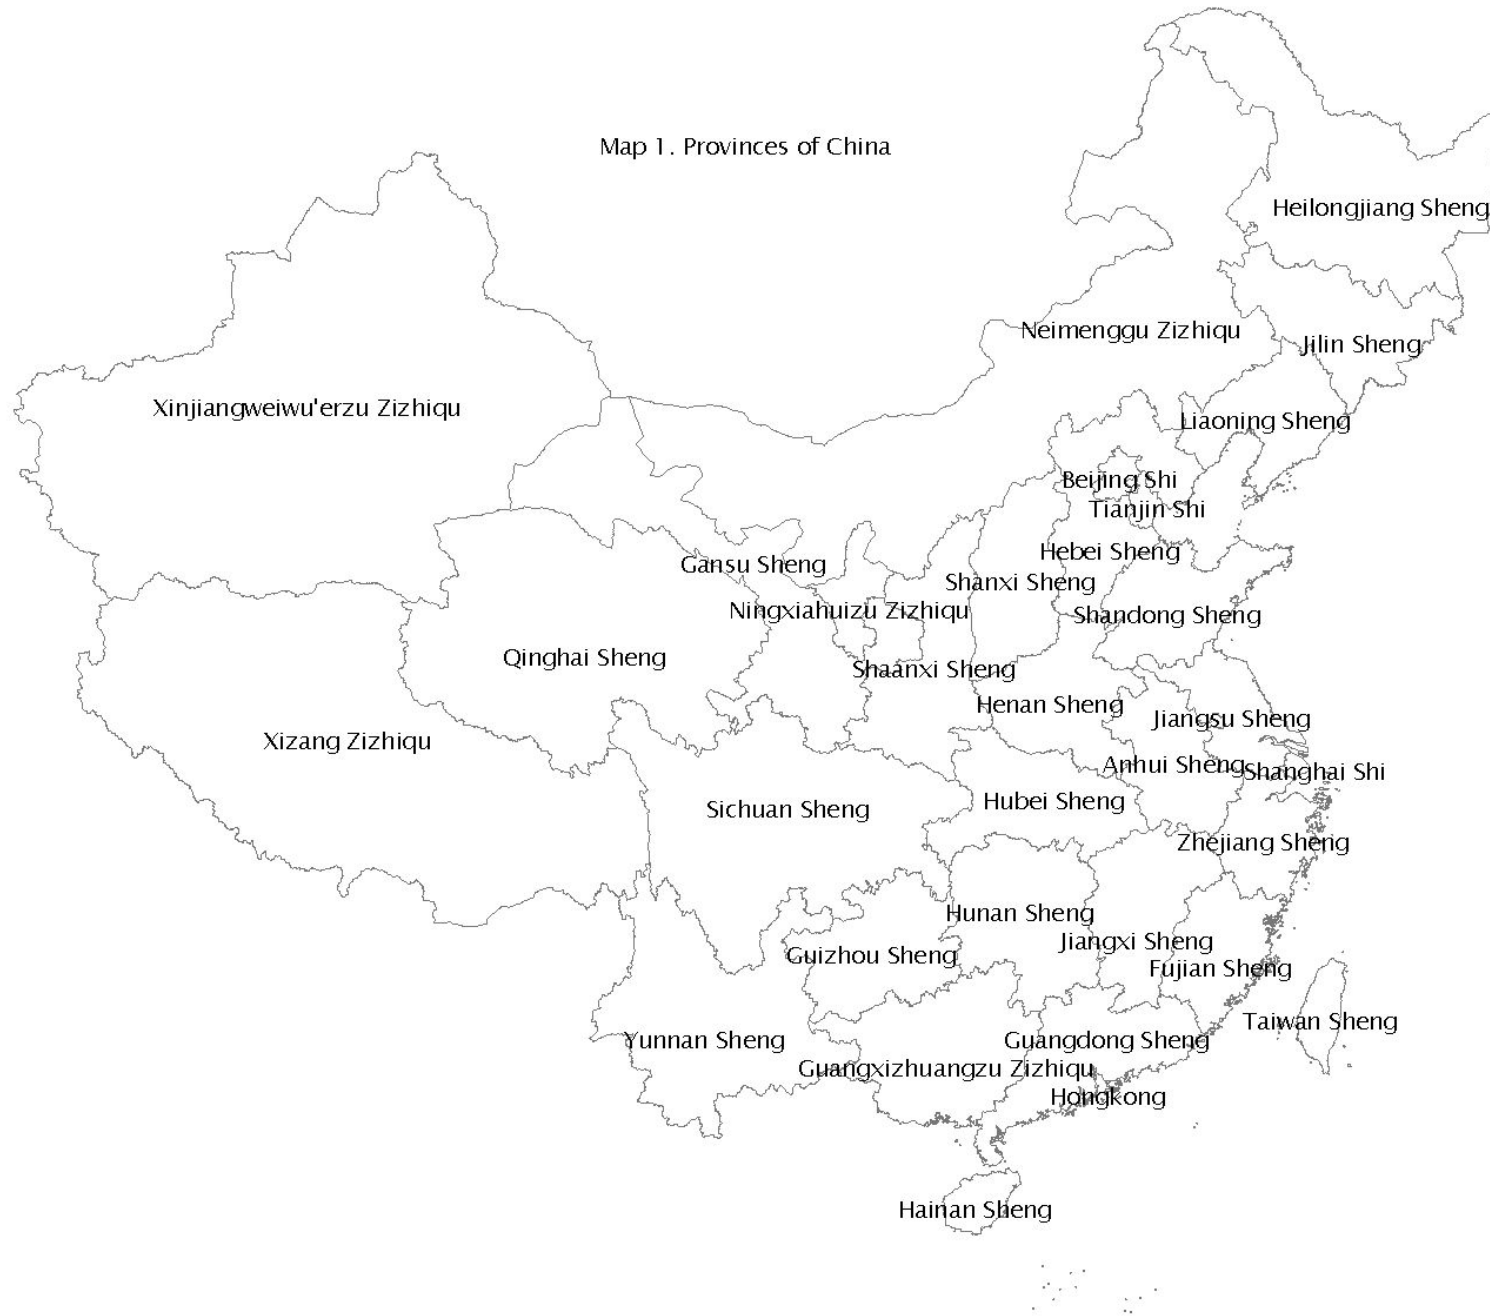 Map 1. Provinces of China
Heilongjiang Sheng
Neimenggu Zizhiqu
Jilin Sheng
Xinjiangweiwu'erzu Zizhiqu
Liaoning Sheng
Beijing Shi
Tianjin Shi
Hebei Sheng
Gansu Sheng
Shanxi Sheng
Ningxiahuizu Zizhiqu
Shandong Sheng
Qinghai Sheng
Shaanxi Sheng
Henan Sheng
Jiangsu Sheng
Xizang Zizhiqu
Anhui Sheng
Shanghai Shi
Hubei Sheng
Sichuan Sheng
Zhejiang Sheng
Hunan Sheng
Jiangxi Sheng
Guizhou Sheng
Fujian Sheng
Taiwan Sheng
Yunnan Sheng
Guangdong Sheng
Guangxizhuangzu Zizhiqu
Hongkong
Hainan Sheng